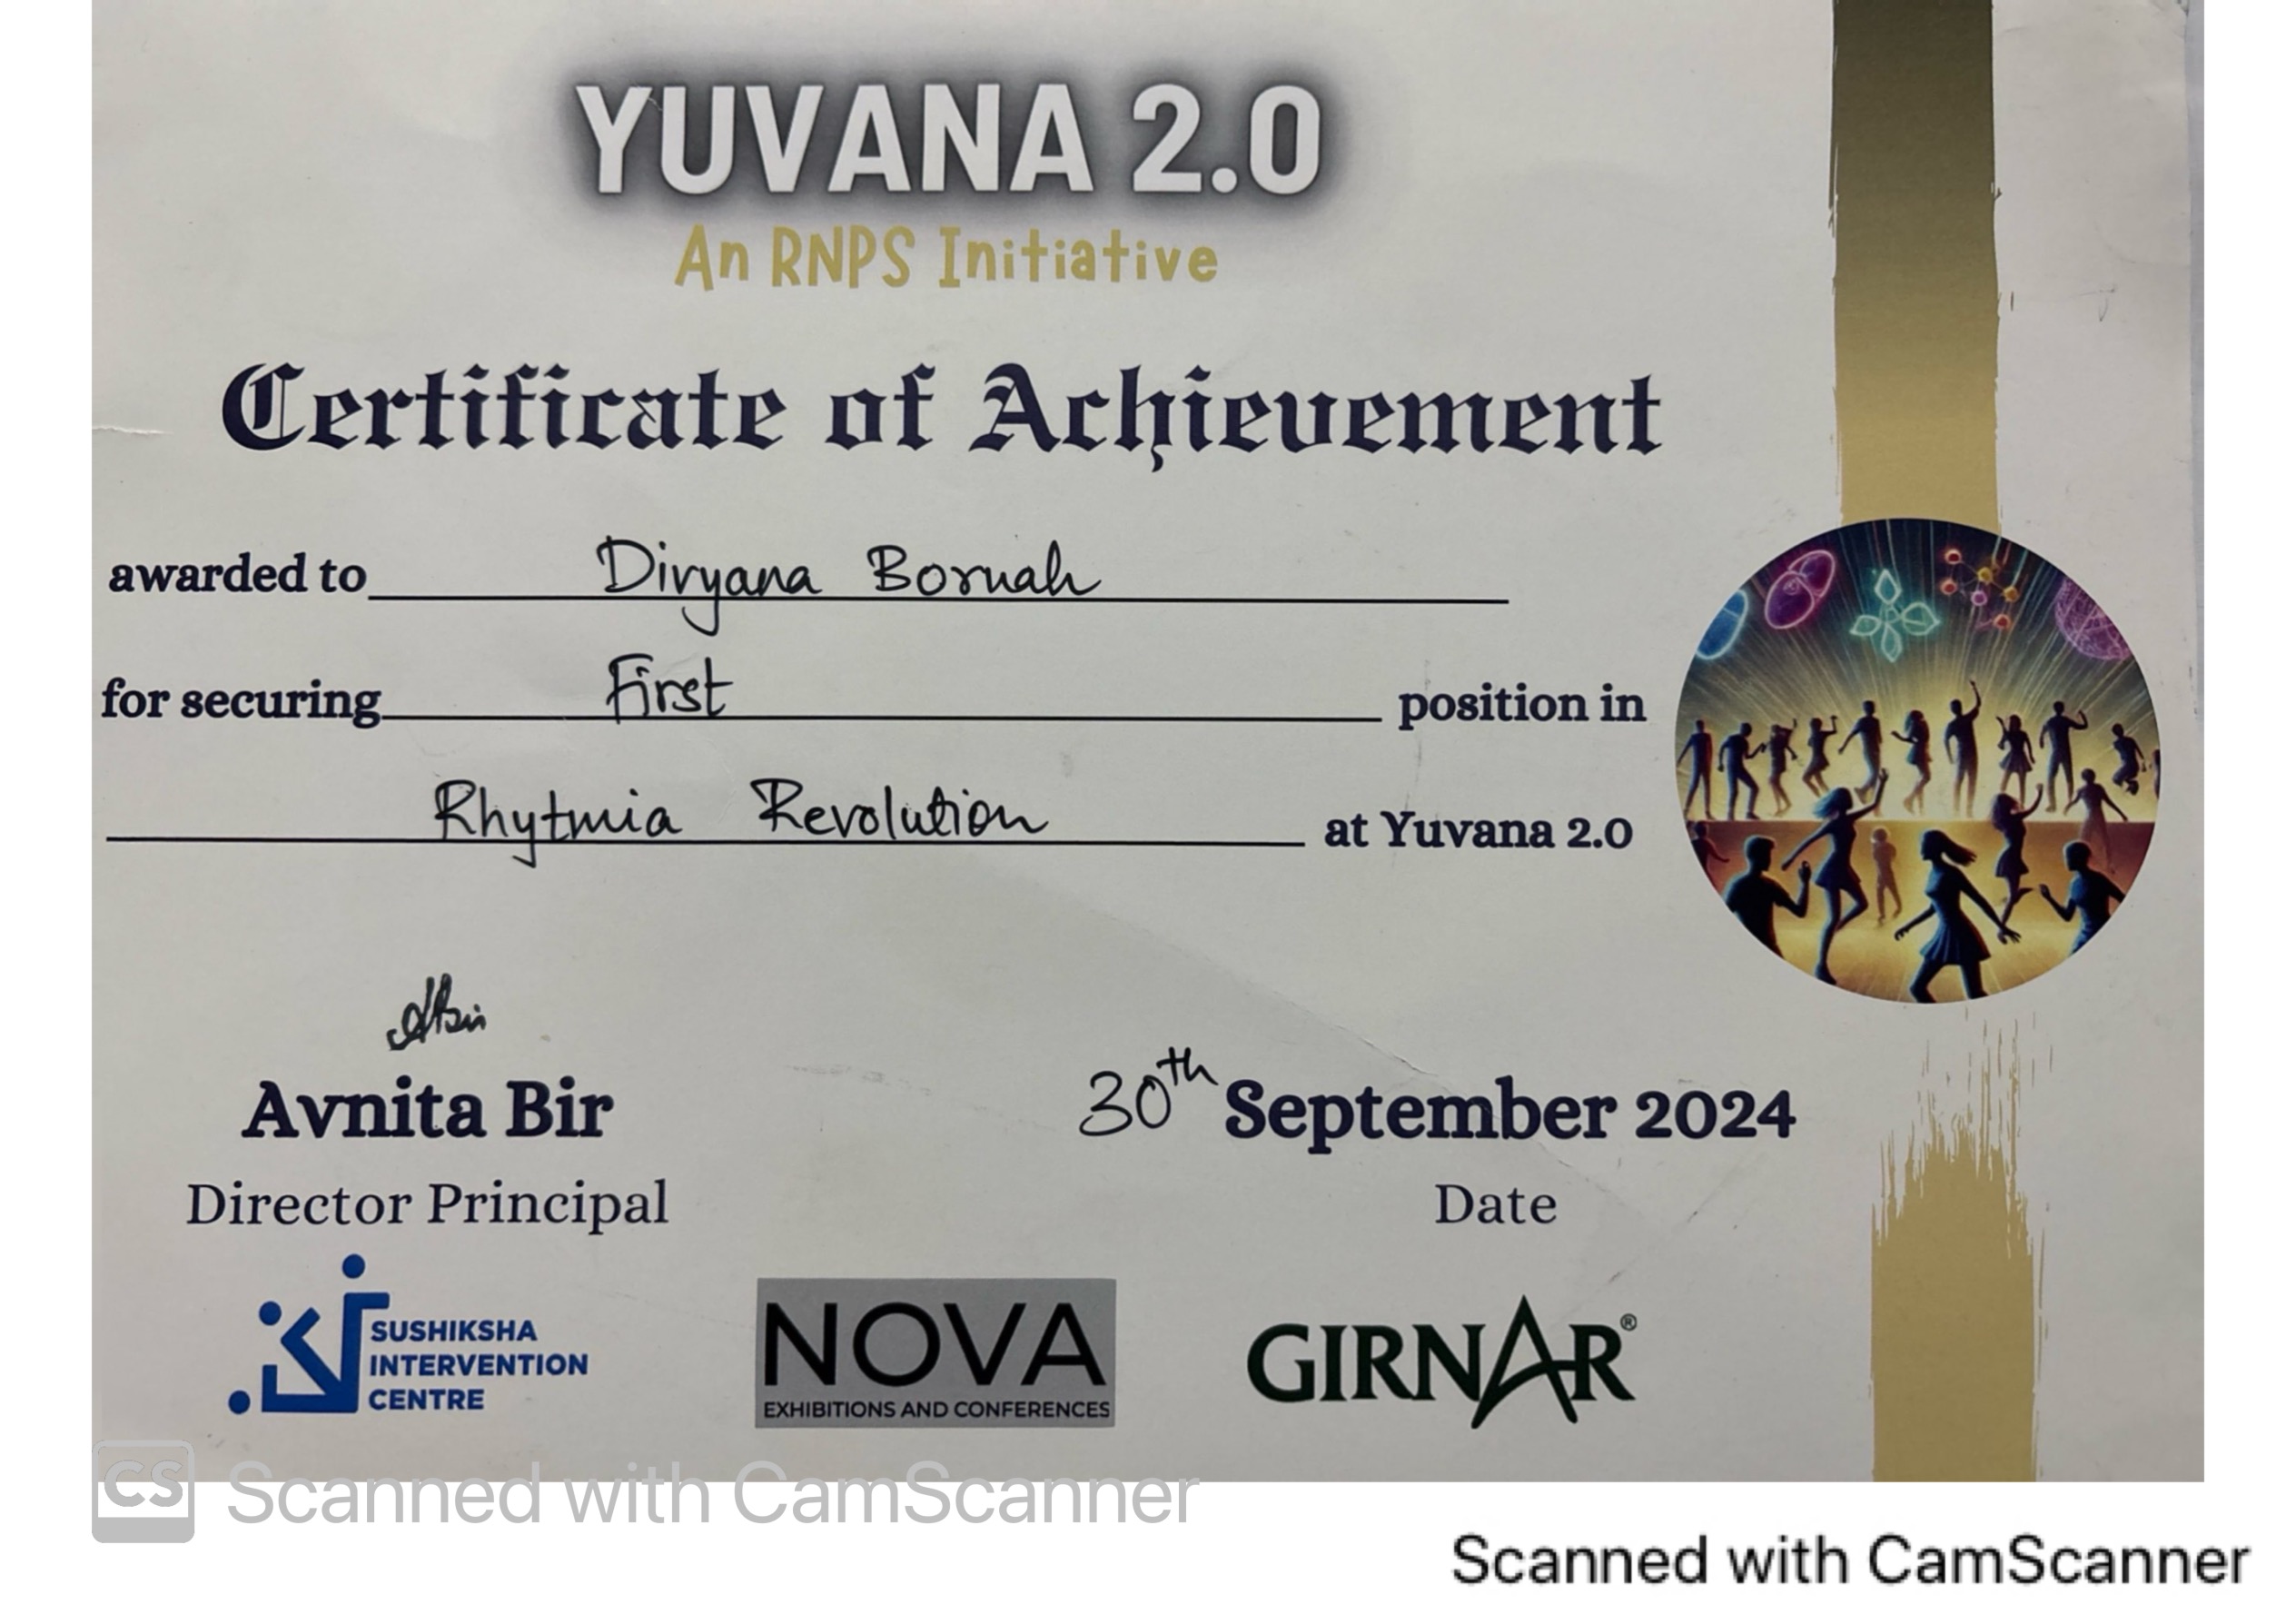 YUVANA 2.0
An RNPS Initiative
Certificate of Achievement
awarded to Divyana Boruah
for securing First position in
Rhytmia Revolution at Yuvana 2.0
Avnita Bir
30th September 2024
Director Principal
Date
SUSHIKSHA
INTERVENTION
CENTRE
NOVA
EXHIBITIONS AND CONFERENCES
GIRNAR®
CS Scanned with CamScanner
Scanned with CamScanner